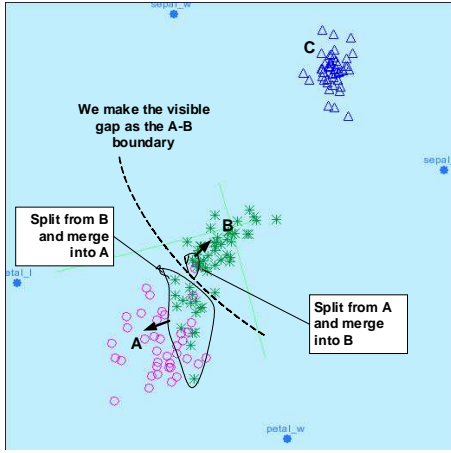 sepal_w
C
We make the visible
gap as the A-B
boundary
sepal
Split from B
and merge
into A
B
etal_l
Split from A
and merge
into B
A
petal_w